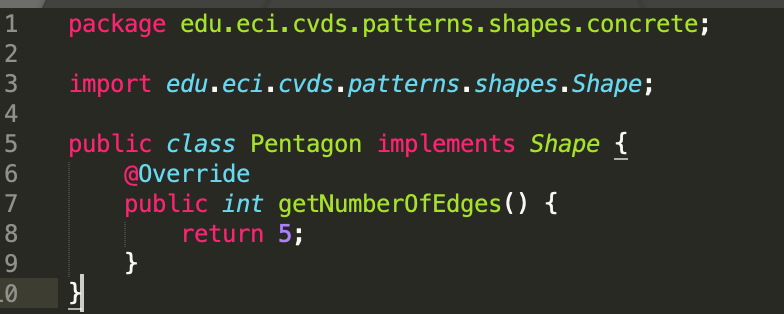 1 package edu.eci.cvds.patterns.shapes.concrete;
2
3 import edu.eci.cvds.patterns.shapes.Shape;
4
5 public class Pentagon implements Shape {
6 @Override
7 public int getNumberOfEdges() {
8 return 5;
9 }
10 }